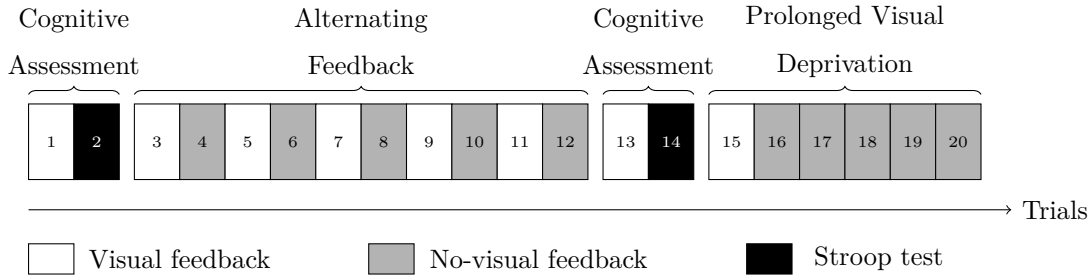 Cognitive Alternating Cognitive Prolonged Visual
Assessment Feedback Assessment Deprivation
1 2 3 4 5 6 7 8 9 10 11 12 13 14 15 16 17 18 19 20
Trials
Visual feedback No-visual feedback Stroop test